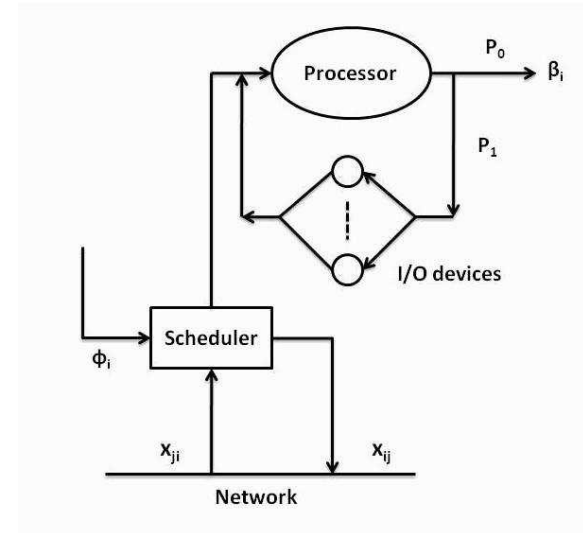 P₀
Processor
βᵢ
P₁
I/O devices
Scheduler
ϕᵢ
xⱼᵢ
xᵢⱼ
Network